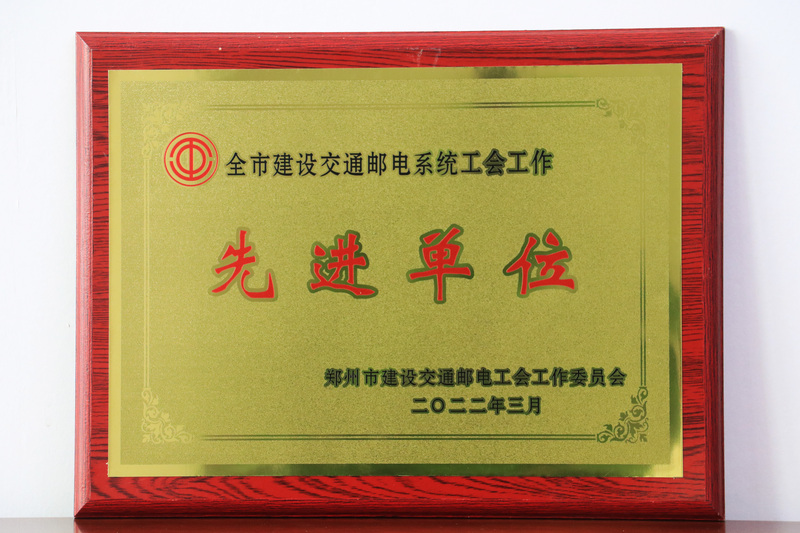 全市建设交通邮电系统工会工作
先进单位
郑州市建设交通邮电工会工作委员会
二〇二二年三月